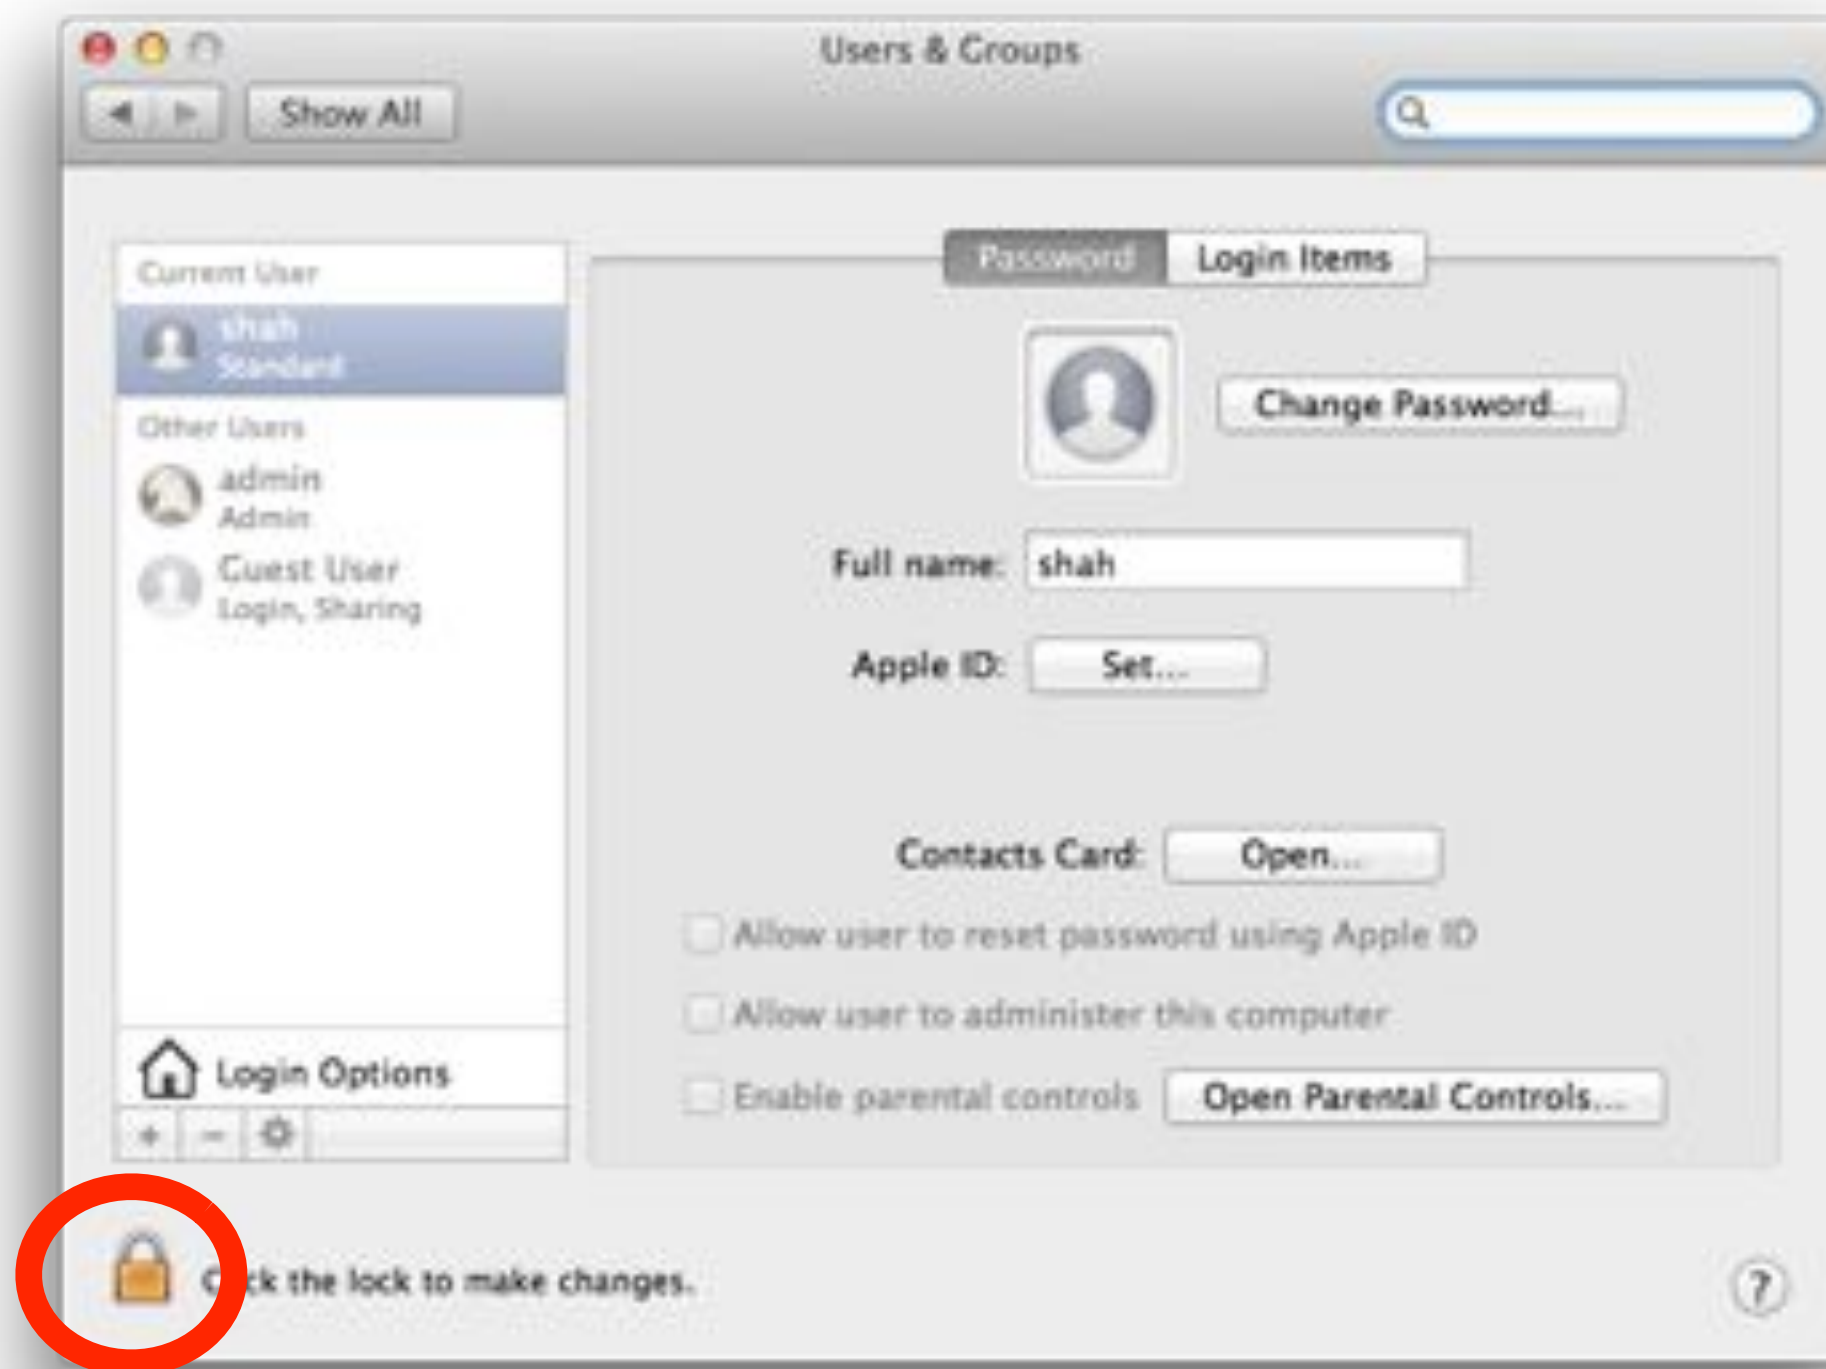 Users & Groups
Show All
Current User
shah
Standard
Other Users
admin
Admin
Guest User
Login, Sharing
Login Options
+ −
Password Login Items
Change Password...
Full name: shah
Apple ID: Set...
Contacts Card: Open...
Allow user to reset password using Apple ID
Allow user to administer this computer
Enable parental controls Open Parental Controls...
Click the lock to make changes.
?